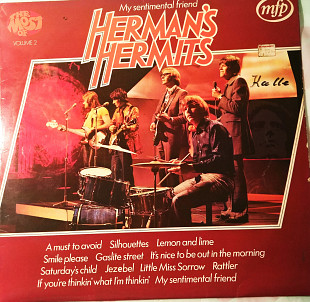 My sentimental friend
HERMAN'S
HERMITS
mfp
THE
MOST
OF
VOLUME 2
A must to avoid Silhouettes Lemon and lime
Smile please Gaslite street It's nice to be out in the morning
Saturday's child Jezebel Little Miss Sorrow Rattler
If you're thinkin' what I'm thinkin' My sentimental friend